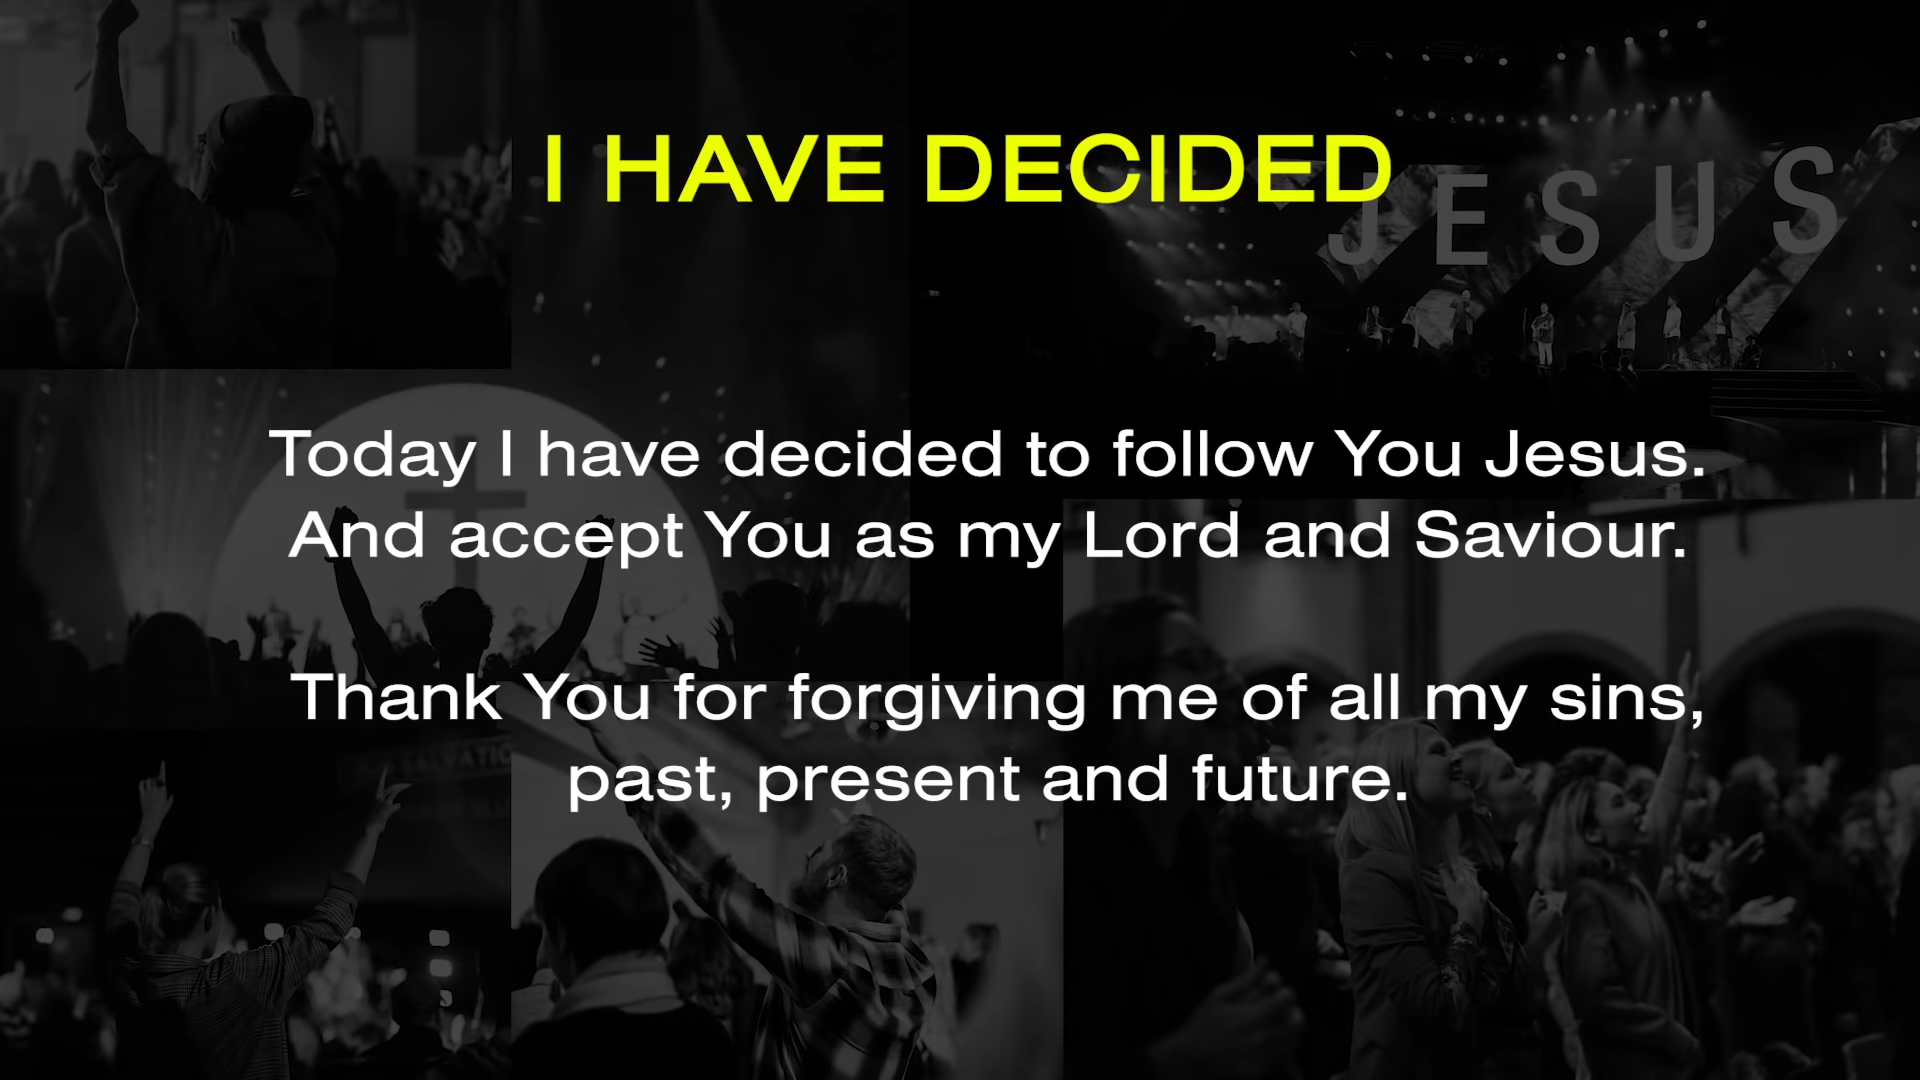 I HAVE DECIDED
JESUS
Today I have decided to follow You Jesus.
And accept You as my Lord and Saviour.
Thank You for forgiving me of all my sins,
past, present and future.